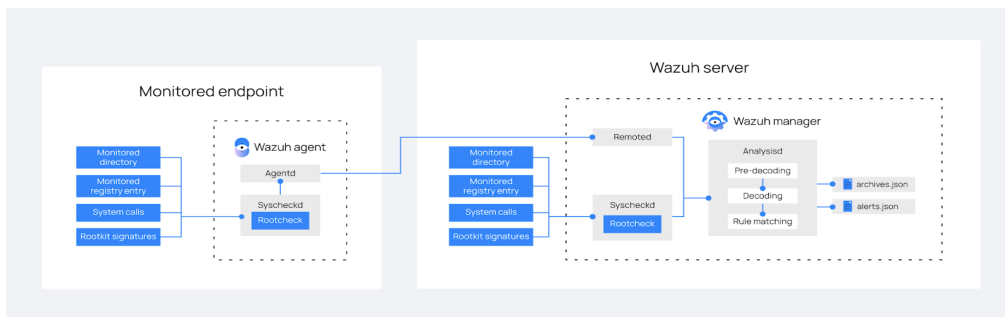 Monitored endpoint
Wazuh agent
Monitored
directory
Monitored
registry entry
System calls
Rootkit signatures
Agentd
Syscheckd
Rootcheck
Wazuh server
Wazuh manager
Monitored
directory
Monitored
registry entry
System calls
Rootkit signatures
Remoted
Syscheckd
Rootcheck
Analysisd
Pre-decoding
Decoding
Rule matching
archives.json
alerts.json